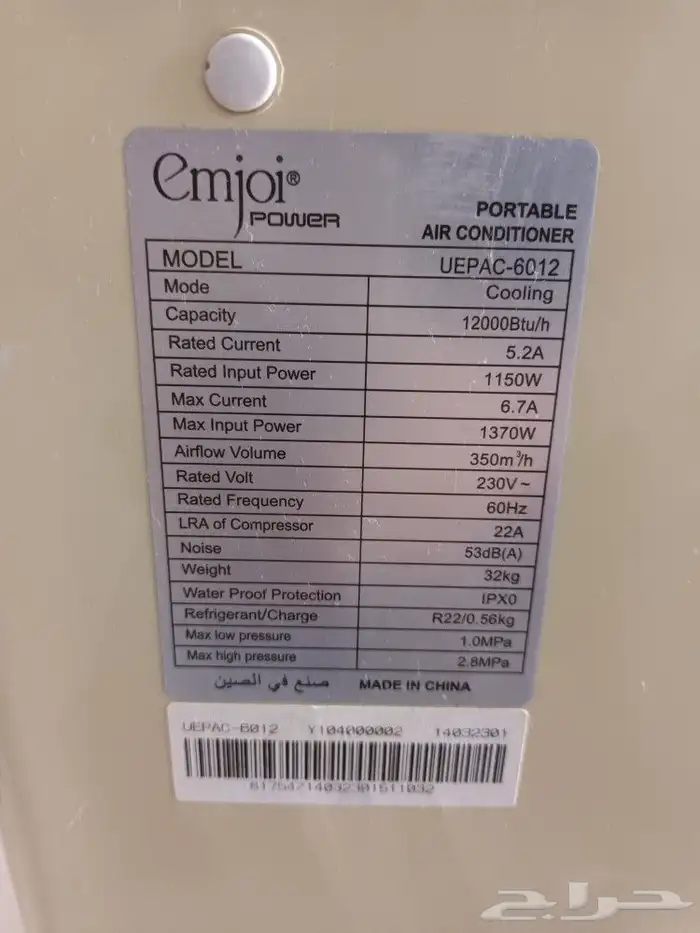 emjoi®
POWER
PORTABLE
AIR CONDITIONER
MODEL UEPAC-6012
Mode Cooling
Capacity 12000Btu/h
Rated Current 5.2A
Rated Input Power 1150W
Max Current 6.7A
Max Input Power 1370W
Airflow Volume 350m³/h
Rated Volt 230V~
Rated Frequency 60Hz
LRA of Compressor 22A
Noise 53dB(A)
Weight 32kg
Water Proof Protection IPX0
Refrigerant/Charge R22/0.56kg
Max low pressure 1.0MPa
Max high pressure 2.8MPa
صنع في الصين MADE IN CHINA
UEPAC-6012 Y104000002 14032301
حراج